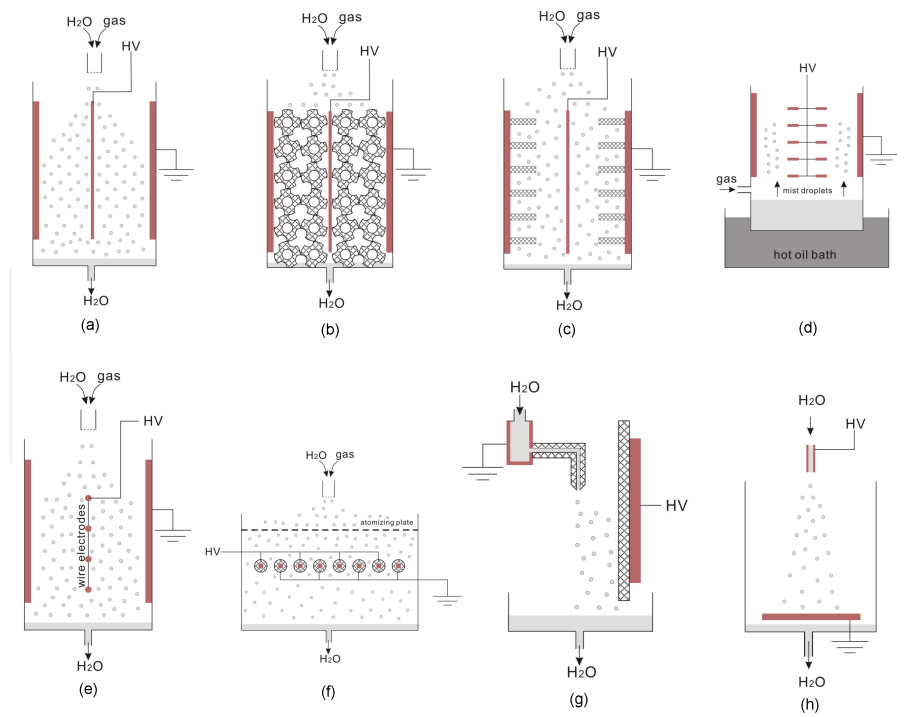 H2O gas
HV
H2O
(a)
H2O gas
HV
H2O
(b)
H2O gas
HV
H2O
(c)
HV
gas
mist droplets
hot oil bath
(d)
H2O gas
HV
wire electrodes
H2O
(e)
H2O gas
atomizing plate
HV
H2O
(f)
H2O
HV
H2O
(g)
H2O
HV
H2O
(h)